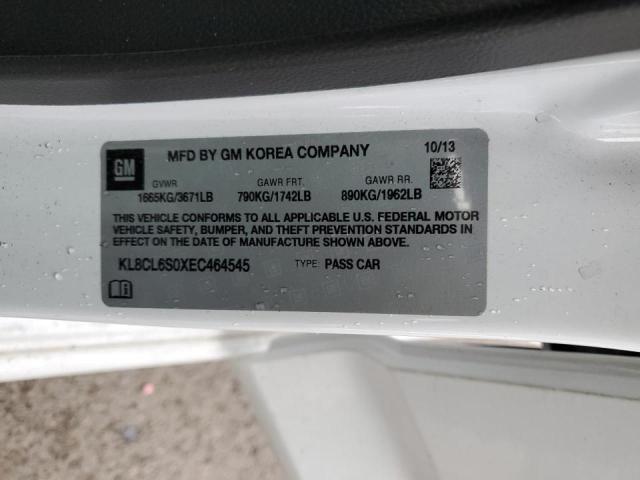 GM
MFD BY GM KOREA COMPANY 10/13
GVWR GAWR FRT. GAWR RR.
1665KG/3671LB 790KG/1742LB 890KG/1962LB
THIS VEHICLE CONFORMS TO ALL APPLICABLE U.S. FEDERAL MOTOR
VEHICLE SAFETY, BUMPER, AND THEFT PREVENTION STANDARDS IN
EFFECT ON THE DATE OF MANUFACTURE SHOWN ABOVE.
KL8CL6S0XEC464545 TYPE: PASS CAR